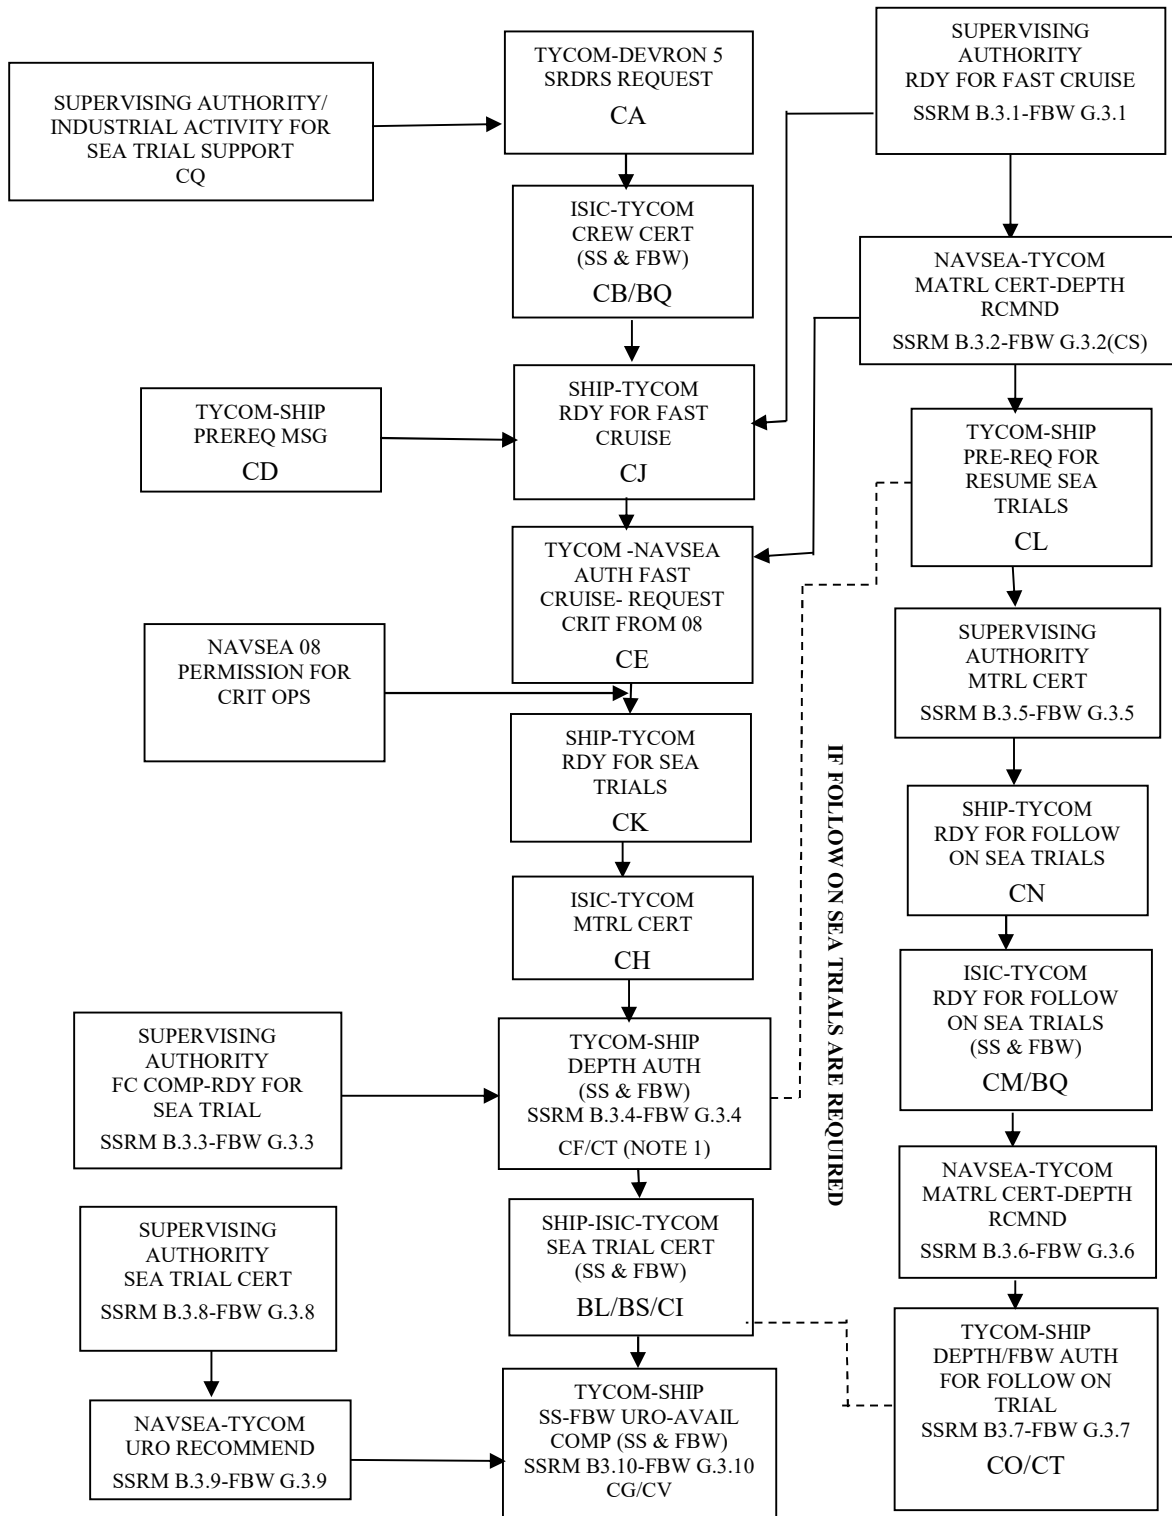 TYCOM-DEVRON 5
SRDRS REQUEST
CA
SUPERVISING
AUTHORITY
RDY FOR FAST CRUISE
SSRM B.3.1-FBW G.3.1
SUPERVISING AUTHORITY/
INDUSTRIAL ACTIVITY FOR
SEA TRIAL SUPPORT
CQ
ISIC-TYCOM
CREW CERT
(SS & FBW)
CB/BQ
NAVSEA-TYCOM
MATRL CERT-DEPTH
RCMND
SSRM B.3.2-FBW G.3.2(CS)
TYCOM-SHIP
PREREQ MSG
CD
SHIP-TYCOM
RDY FOR FAST
CRUISE
CJ
TYCOM-SHIP
PRE-REQ FOR
RESUME SEA
TRIALS
CL
TYCOM -NAVSEA
AUTH FAST
CRUISE- REQUEST
CRIT FROM 08
CE
NAVSEA 08
PERMISSION FOR
CRIT OPS
SUPERVISING
AUTHORITY
MTRL CERT
SSRM B.3.5-FBW G.3.5
SHIP-TYCOM
RDY FOR SEA
TRIALS
CK
IF FOLLOW ON SEA TRIALS ARE REQUIRED
SHIP-TYCOM
RDY FOR FOLLOW
ON SEA TRIALS
CN
ISIC-TYCOM
MTRL CERT
CH
ISIC-TYCOM
RDY FOR FOLLOW
ON SEA TRIALS
(SS & FBW)
CM/BQ
SUPERVISING
AUTHORITY
FC COMP-RDY FOR
SEA TRIAL
SSRM B.3.3-FBW G.3.3
TYCOM-SHIP
DEPTH AUTH
(SS & FBW)
SSRM B.3.4-FBW G.3.4
CF/CT (NOTE 1)
NAVSEA-TYCOM
MATRL CERT-DEPTH
RCMND
SSRM B.3.6-FBW G.3.6
SUPERVISING
AUTHORITY
SEA TRIAL CERT
SSRM B.3.8-FBW G.3.8
SHIP-ISIC-TYCOM
SEA TRIAL CERT
(SS & FBW)
BL/BS/CI
TYCOM-SHIP
DEPTH/FBW AUTH
FOR FOLLOW ON
TRIAL
SSRM B3.7-FBW G.3.7
CO/CT
NAVSEA-TYCOM
URO RECOMMEND
SSRM B.3.9-FBW G.3.9
TYCOM-SHIP
SS-FBW URO-AVAIL
COMP (SS & FBW)
SSRM B3.10-FBW G.3.10
CG/CV